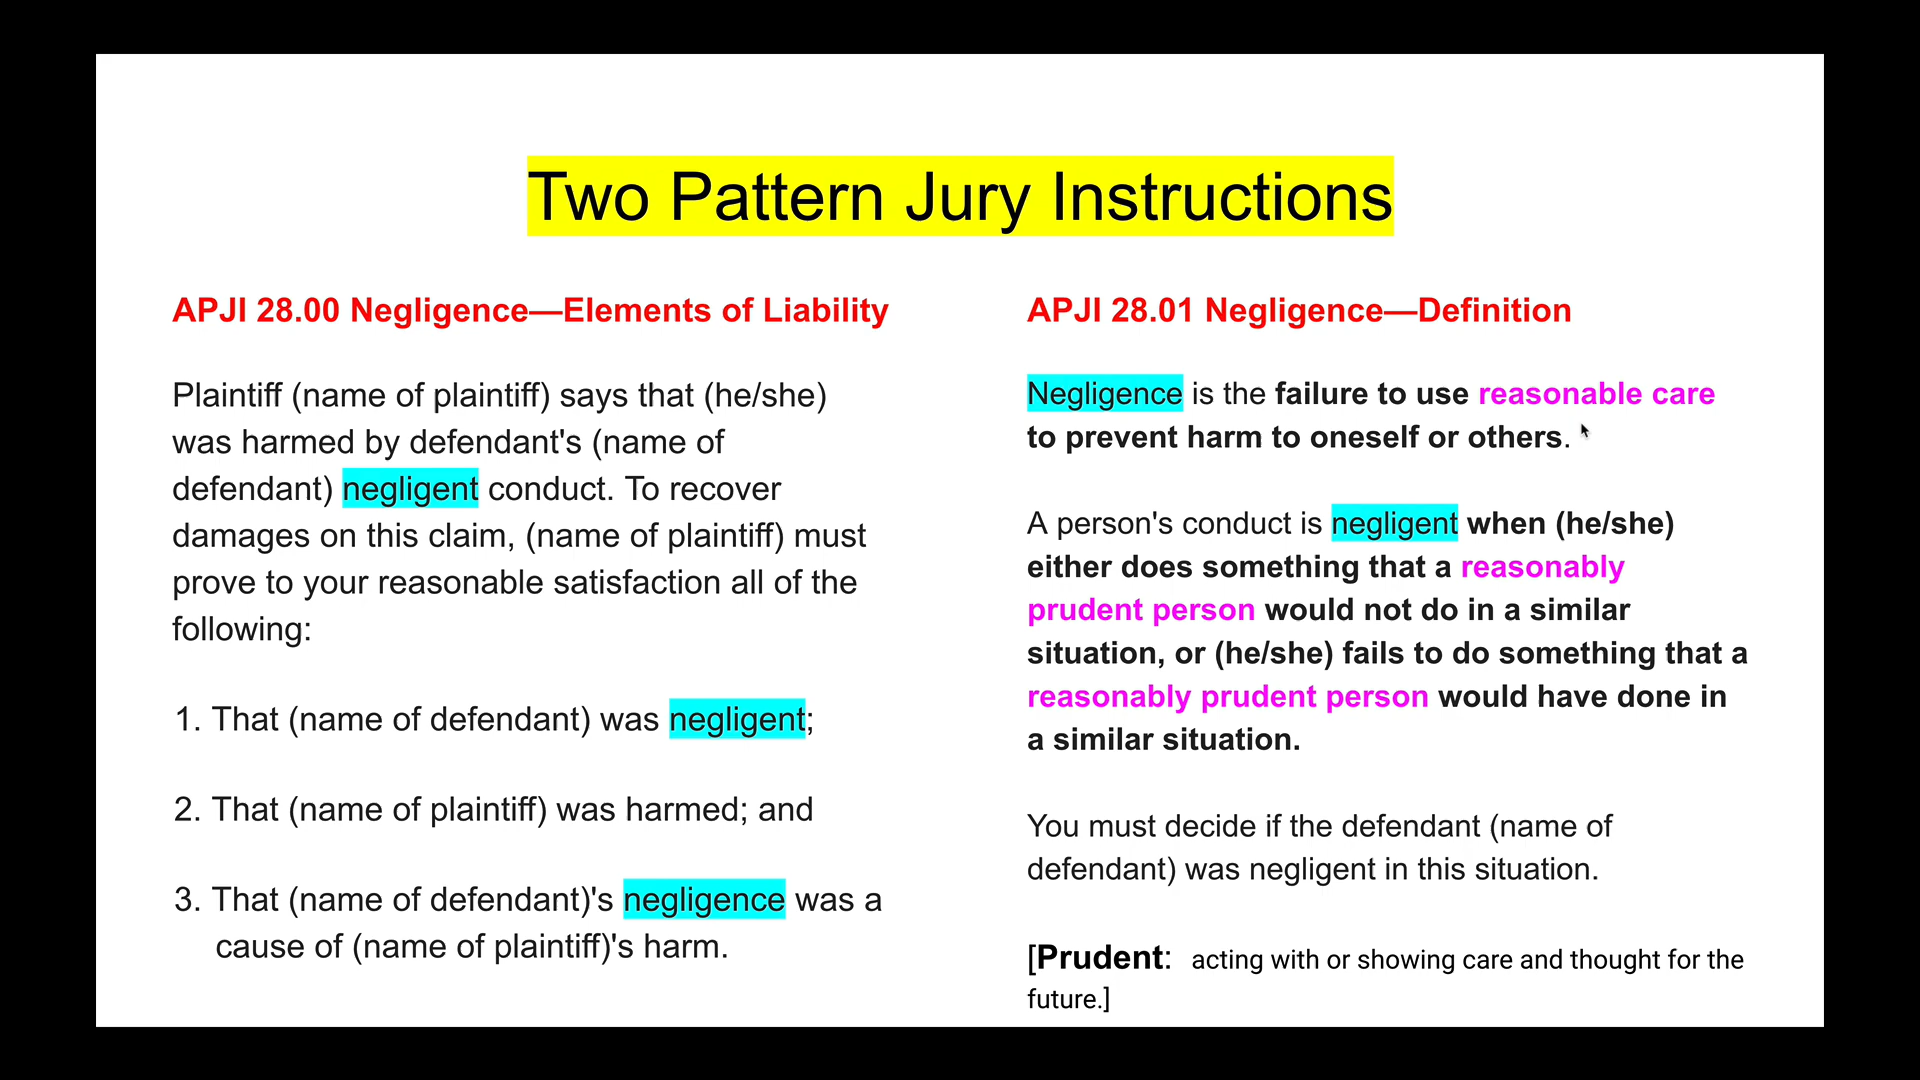 Two Pattern Jury Instructions
APJI 28.00 Negligence—Elements of Liability
Plaintiff (name of plaintiff) says that (he/she)
was harmed by defendant's (name of
defendant) negligent conduct. To recover
damages on this claim, (name of plaintiff) must
prove to your reasonable satisfaction all of the
following:
1. That (name of defendant) was negligent;
2. That (name of plaintiff) was harmed; and
3. That (name of defendant)'s negligence was a
cause of (name of plaintiff)'s harm.
APJI 28.01 Negligence—Definition
Negligence is the failure to use reasonable care
to prevent harm to oneself or others.
A person's conduct is negligent when (he/she)
either does something that a reasonably
prudent person would not do in a similar
situation, or (he/she) fails to do something that a
reasonably prudent person would have done in
a similar situation.
You must decide if the defendant (name of
defendant) was negligent in this situation.
[Prudent: acting with or showing care and thought for the
future.]